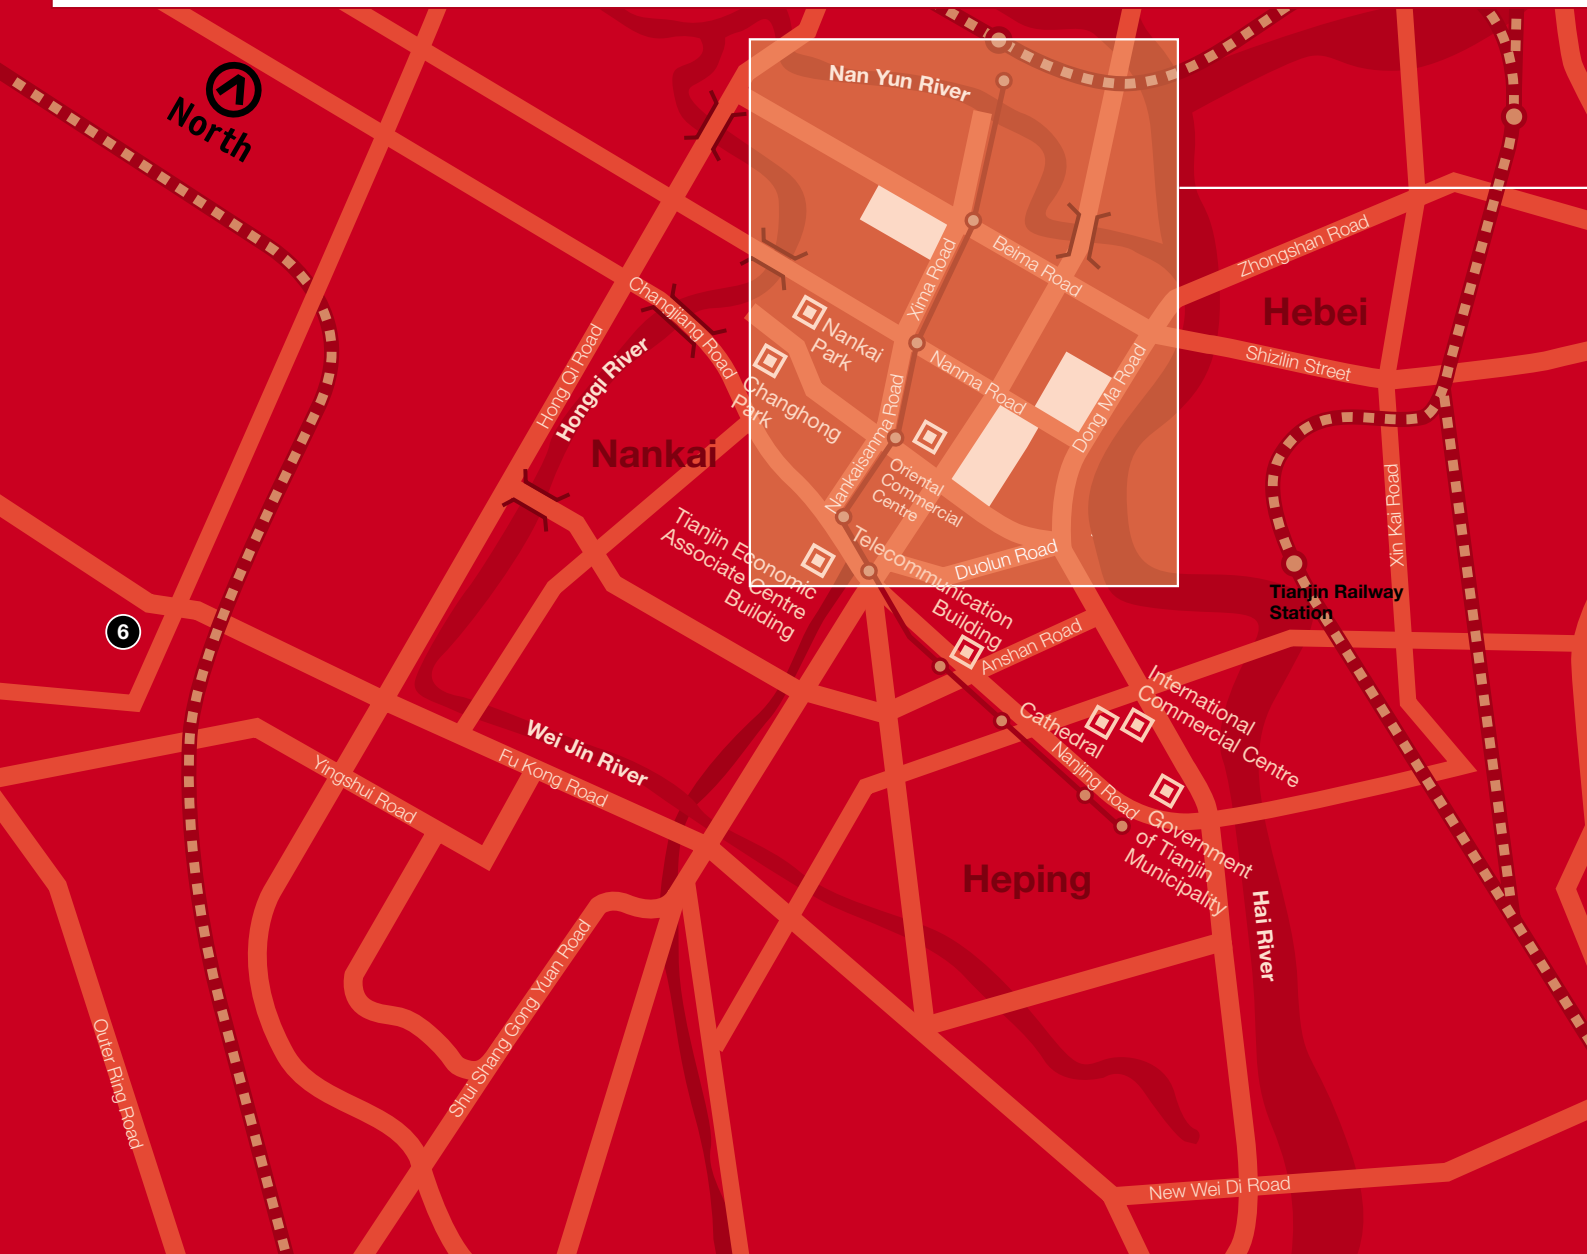 Nan Yun River
North
Beima Road
Zhongshan Road
Xima Road
Changjiang Road
Hebei
Nankai
Park
Hong Qi Road
Hongqi River
Nanma Road
Shizilin Street
Dong Ma Road
Changhong
Park
Nankai
Nankaisanma Road
Oriental
Commercial
Centre
Xin Kai Road
Tianjin Economic
Associate Centre
Building
Telecommunication
Building
Duolun Road
Tianjin Railway
Station
6
Anshan Road
International
Commercial Centre
Cathedral
Wei Jin River
Fu Kong Road
Yingshui Road
Nanjing Road
Government
of Tianjin
Municipality
Heping
Hai River
Shui Shang Gong Yuan Road
Outer Ring Road
New Wei Di Road